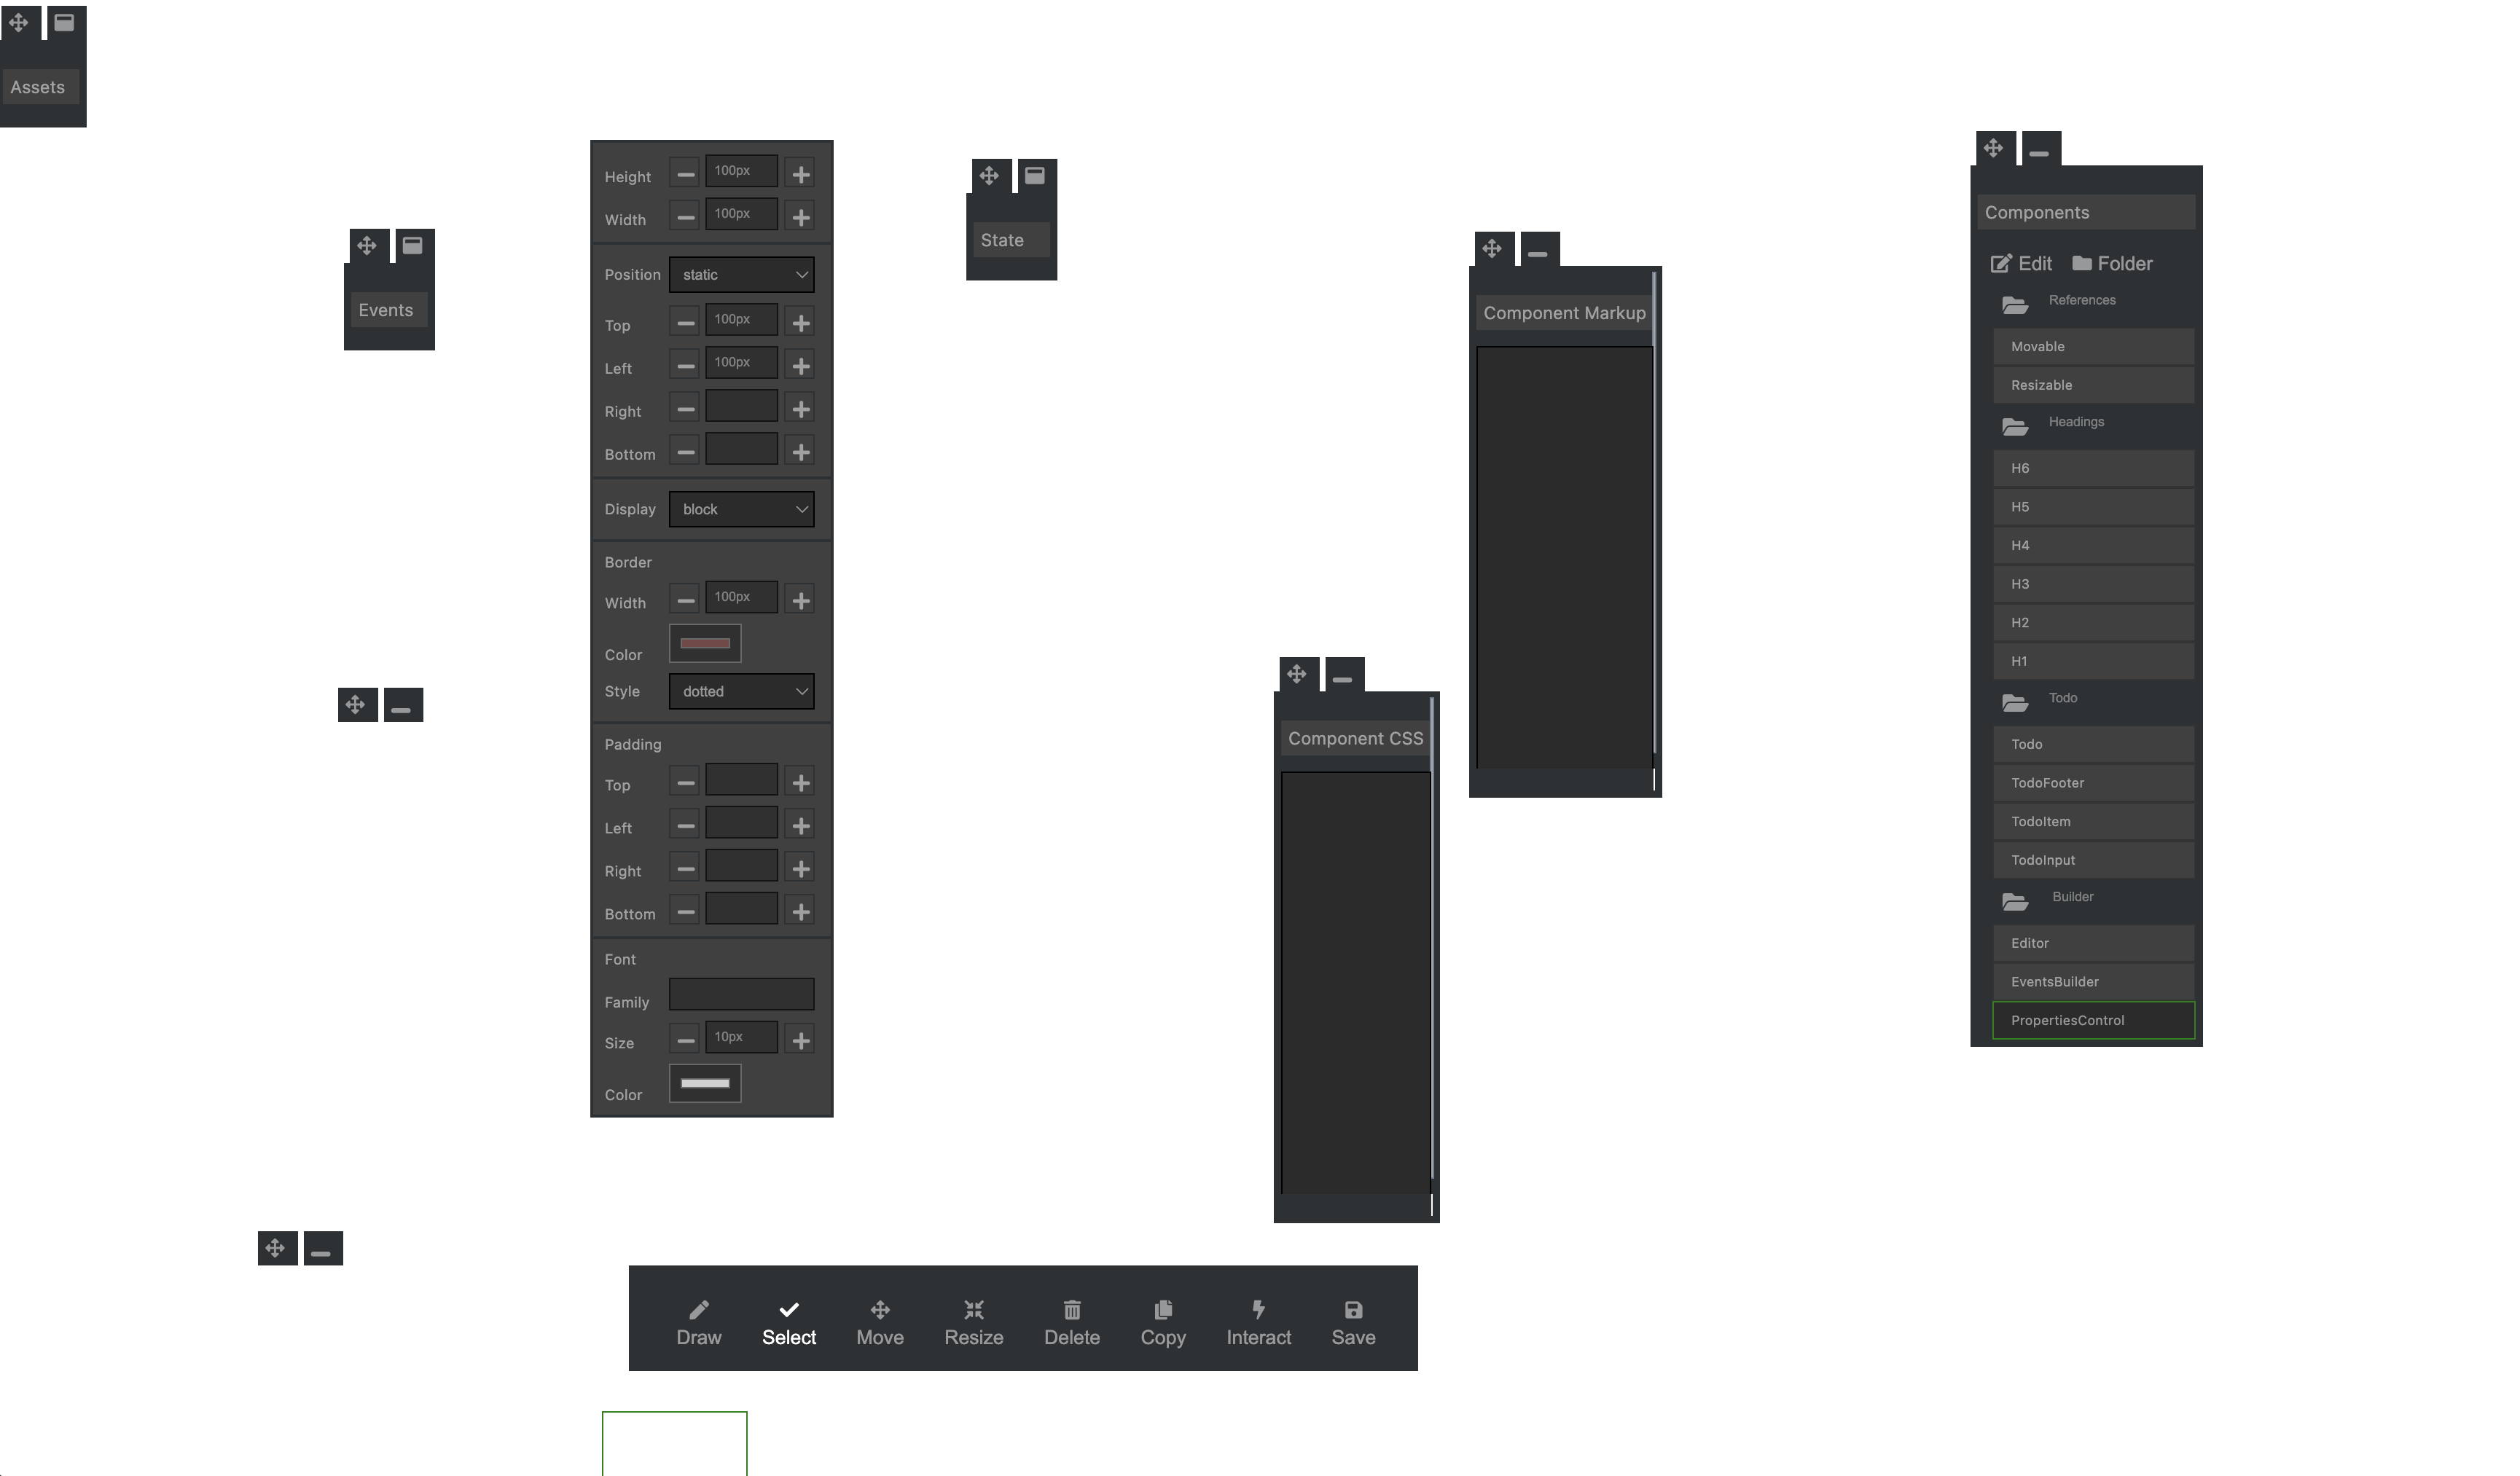 Assets
Events
Height 100px
Width 100px
Position static
Top 100px
Left 100px
Right
Bottom
Display block
Border
Width 100px
Color
Style dotted
Padding
Top
Left
Right
Bottom
Font
Family
Size 10px
Color
State
Component Markup
Component CSS
Components
Edit Folder
References
Movable
Resizable
Headings
H6
H5
H4
H3
H2
H1
Todo
Todo
TodoFooter
TodoItem
TodoInput
Builder
Editor
EventsBuilder
PropertiesControl
Draw Select Move Resize Delete Copy Interact Save